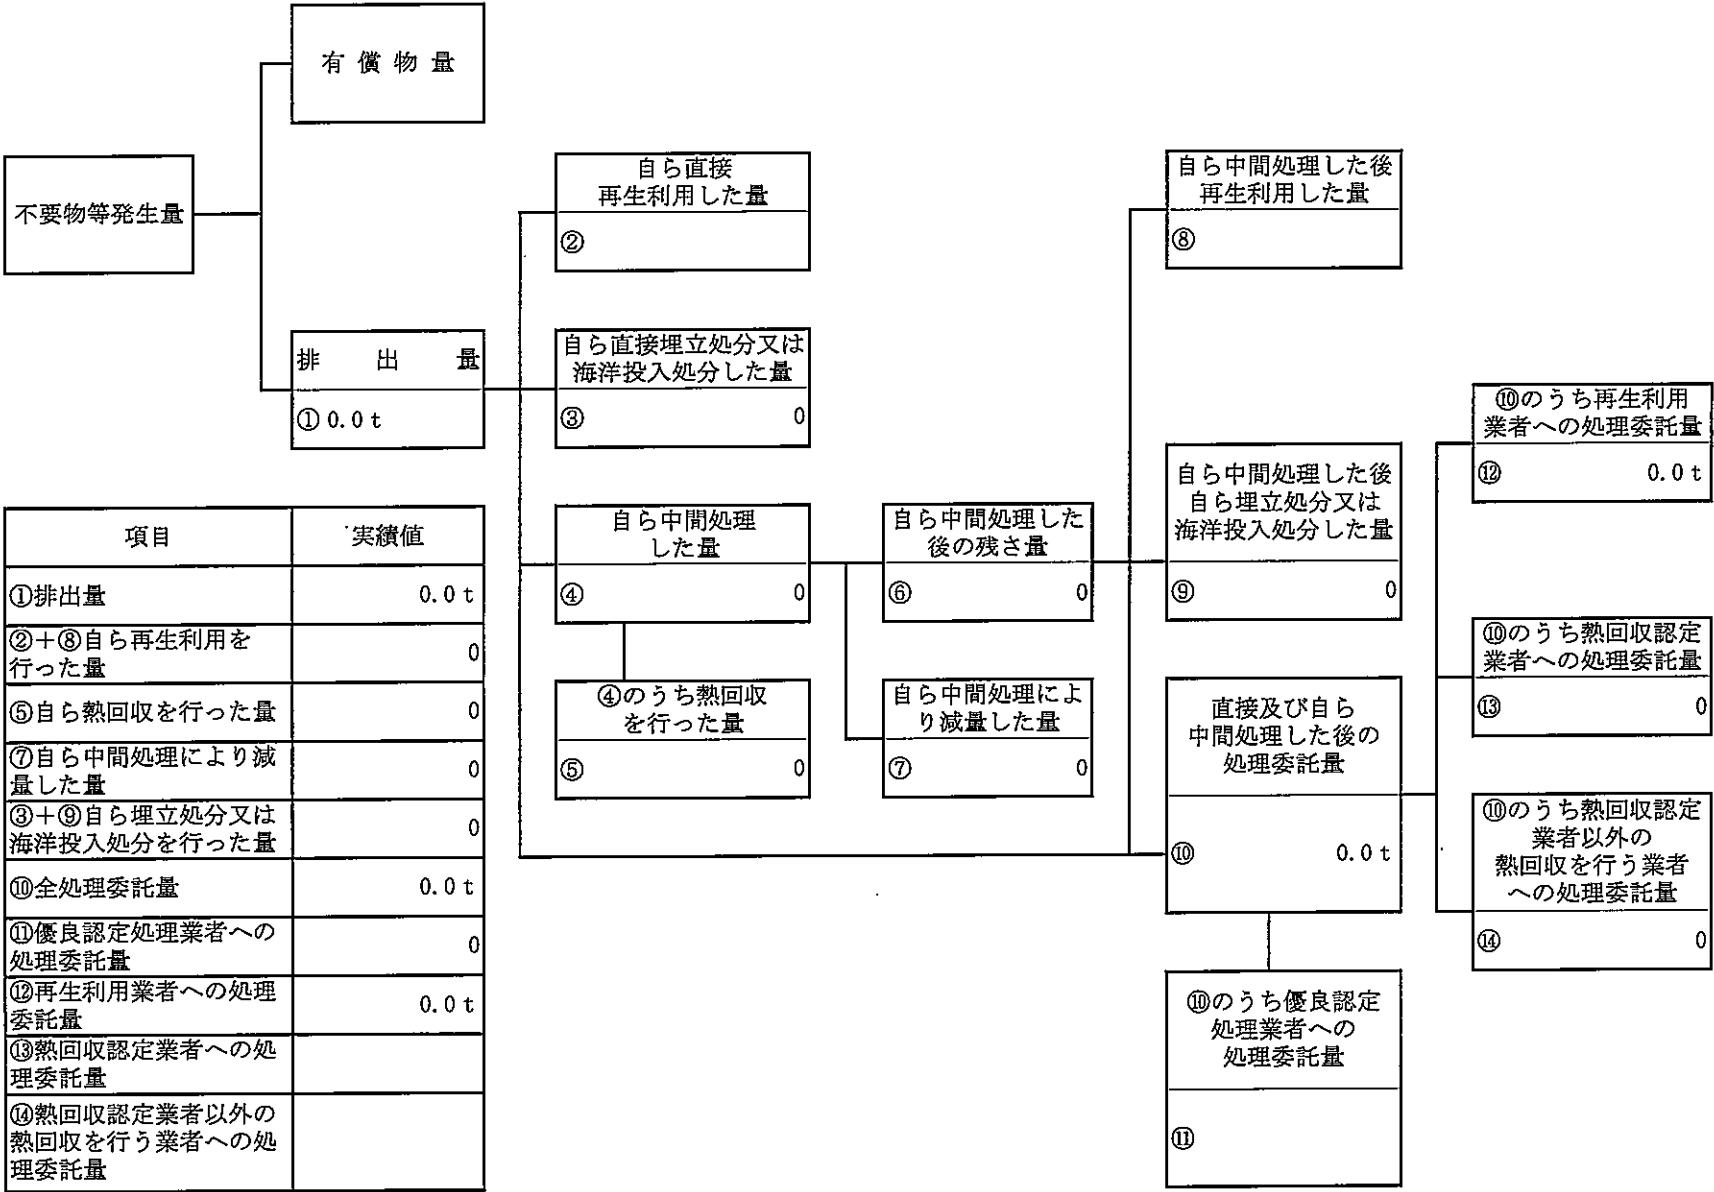 有償物量
不要物等発生量
排出量
① 0.0 t
自ら直接
再生利用した量
②
自ら直接埋立処分又は
海洋投入処分した量
③ 0
自ら中間処理
した量
④ 0
④のうち熱回収
を行った量
⑤ 0
自ら中間処理した
後の残さ量
⑥ 0
自ら中間処理によ
り減量した量
⑦ 0
自ら中間処理した後
再生利用した量
⑧
自ら中間処理した後
自ら埋立処分又は
海洋投入処分した量
⑨ 0
直接及び自ら
中間処理した後の
処理委託量
⑩ 0.0 t
⑩のうち優良認定
処理業者への
処理委託量
⑪
⑩のうち再生利用
業者への処理委託量
⑫ 0.0 t
⑩のうち熱回収認定
業者への処理委託量
⑬ 0
⑩のうち熱回収認定
業者以外の
熱回収を行う業者
への処理委託量
⑭ 0
項目 実績値
①排出量 0.0 t
②+⑧自ら再生利用を
行った量 0
⑤自ら熱回収を行った量 0
⑦自ら中間処理により減
量した量 0
③+⑨自ら埋立処分又は
海洋投入処分を行った量 0
⑩全処理委託量 0.0 t
⑪優良認定処理業者への
処理委託量 0
⑫再生利用業者への処理
委託量 0.0 t
⑬熱回収認定業者への処
理委託量
⑭熱回収認定業者以外の
熱回収を行う業者への処
理委託量